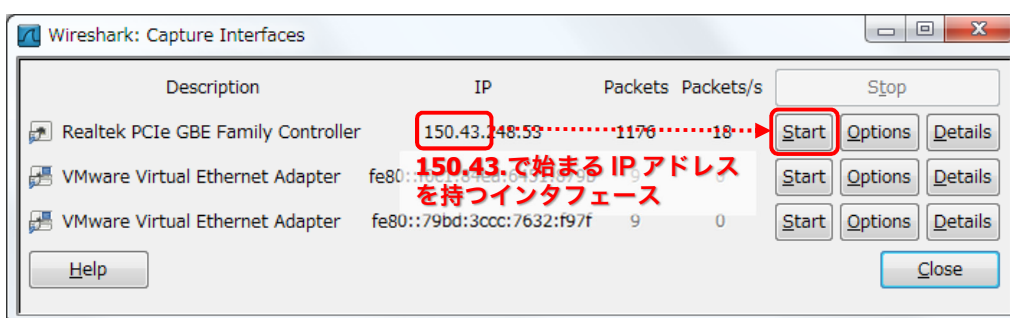 Wireshark: Capture Interfaces
Description IP Packets Packets/s Stop
Realtek PCIe GBE Family Controller 150.43.248.53 1176 18 Start Options Details
150.43.で始まる IP アドレス
を持つインタフェース
VMware Virtual Ethernet Adapter Start Options Details
VMware Virtual Ethernet Adapter fe80::79bd:3ccc:7632:f97f 9 0 Start Options Details
Help Close